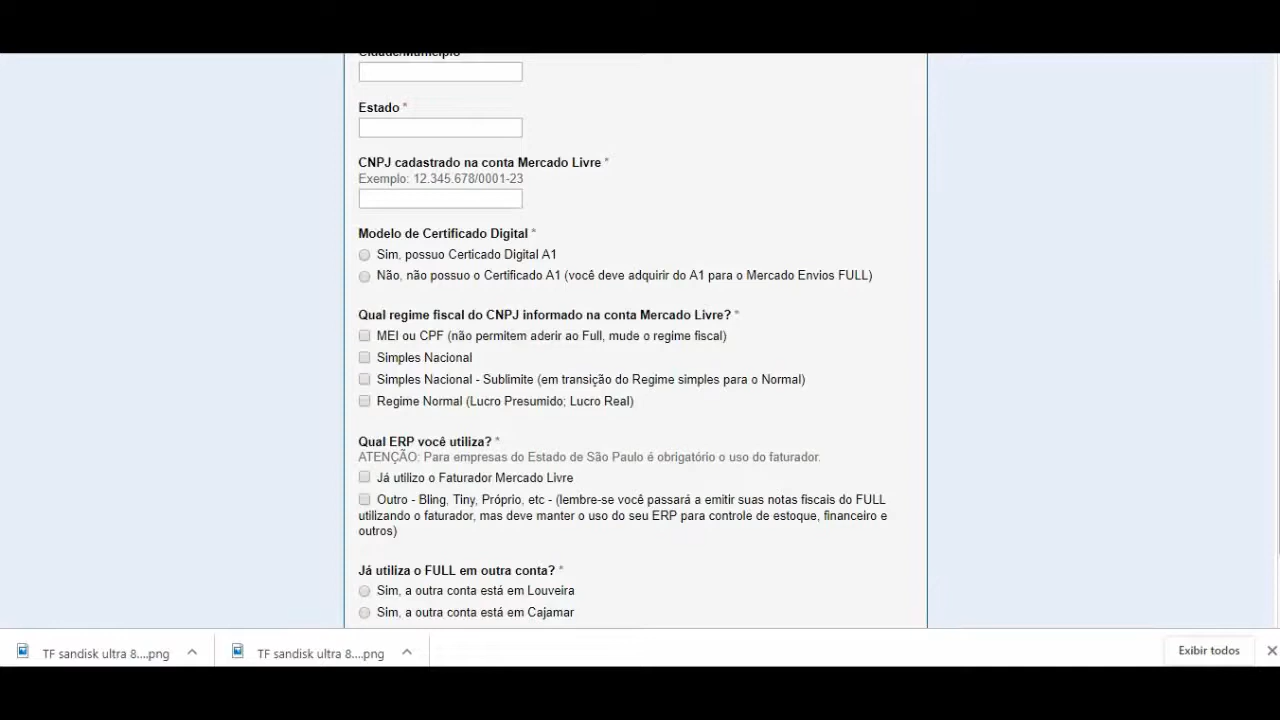 Cidade/Município
Estado *
CNPJ cadastrado na conta Mercado Livre *
Exemplo: 12.345.678/0001-23
Modelo de Certificado Digital *
Sim, possuo Certicado Digital A1
Não, não possuo o Certificado A1 (você deve adquirir do A1 para o Mercado Envios FULL)
Qual regime fiscal do CNPJ informado na conta Mercado Livre? *
MEI ou CPF (não permitem aderir ao Full, mude o regime fiscal)
Simples Nacional
Simples Nacional - Sublimite (em transição do Regime simples para o Normal)
Regime Normal (Lucro Presumido; Lucro Real)
Qual ERP você utiliza? *
ATENÇÃO: Para empresas do Estado de São Paulo é obrigatório o uso do faturador.
Já utilizo o Faturador Mercado Livre
Outro - Bling, Tiny, Próprio, etc - (lembre-se você passará a emitir suas notas fiscais do FULL
utilizando o faturador, mas deve manter o uso do seu ERP para controle de estoque, financeiro e
outros)
Já utiliza o FULL em outra conta? *
Sim, a outra conta está em Louveira
Sim, a outra conta está em Cajamar
TF sandisk ultra 8....png
TF sandisk ultra 8....png
Exibir todos